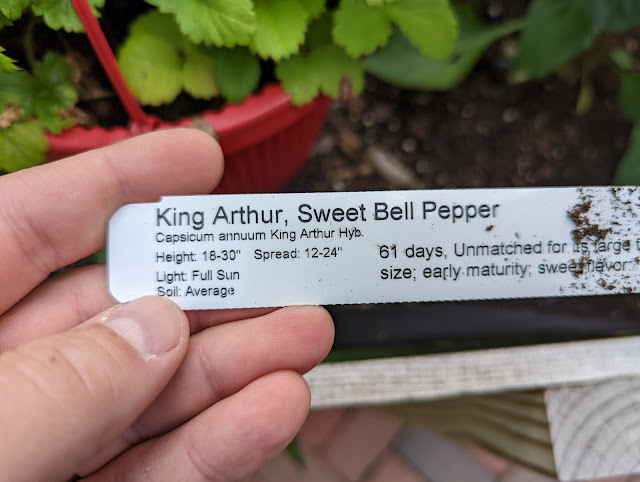 King Arthur, Sweet Bell Pepper
Capsicum annuum King Arthur Hyb.
Height: 18-30" Spread: 12-24"
Light: Full Sun
Soil: Average
61 days, Unmatched for its large
size; early maturity; sweet flavor.